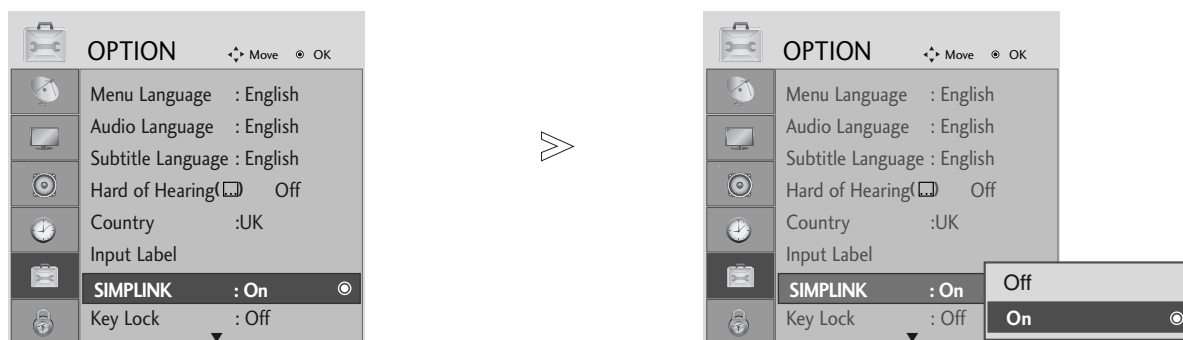 OPTION Move OK
Menu Language : English
Audio Language : English
Subtitle Language : English
Hard of Hearing( ) Off
Country :UK
Input Label
SIMPLINK : On
Key Lock : Off
OPTION Move OK
Menu Language : English
Audio Language : English
Subtitle Language : English
Hard of Hearing( ) Off
Country :UK
Input Label
SIMPLINK : On
Key Lock : Off
Off
On